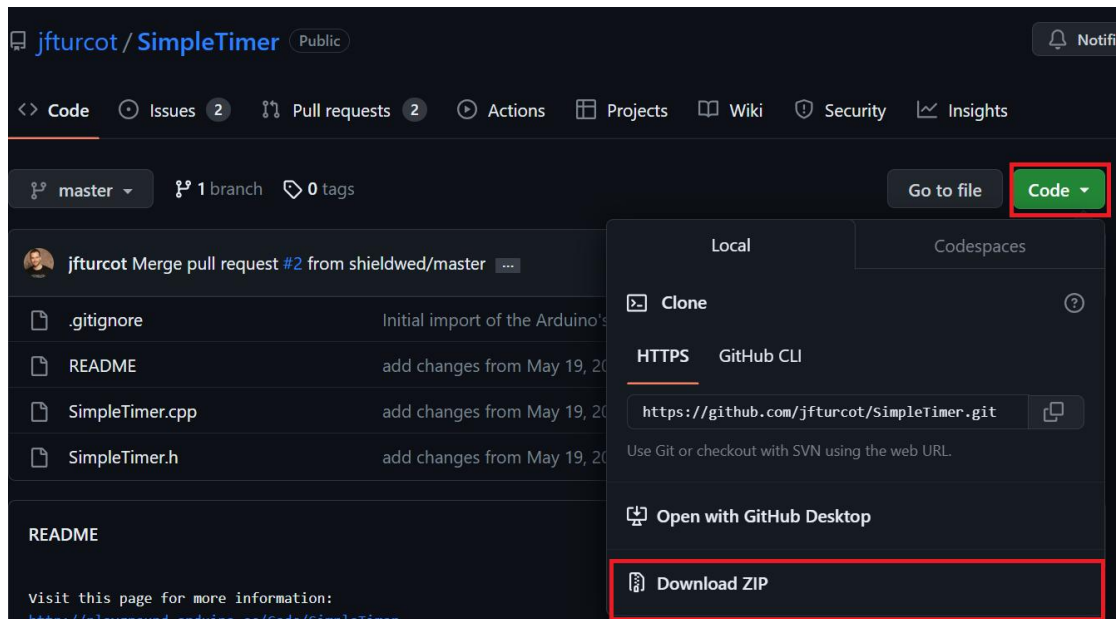 jfturcot / SimpleTimer Public
Notifi
Code Issues 2 Pull requests 2 Actions Projects Wiki Security Insights
master 1 branch 0 tags Go to file Code
Local Codespaces
jfturcot Merge pull request #2 from shieldwed/master ...
Clone
.gitignore Initial import of the Arduino's
HTTPS GitHub CLI
README add changes from May 19, 20
https://github.com/jfturcot/SimpleTimer.git
SimpleTimer.cpp add changes from May 19, 20
Use Git or checkout with SVN using the web URL.
SimpleTimer.h add changes from May 19, 20
Open with GitHub Desktop
README
Download ZIP
Visit this page for more information: